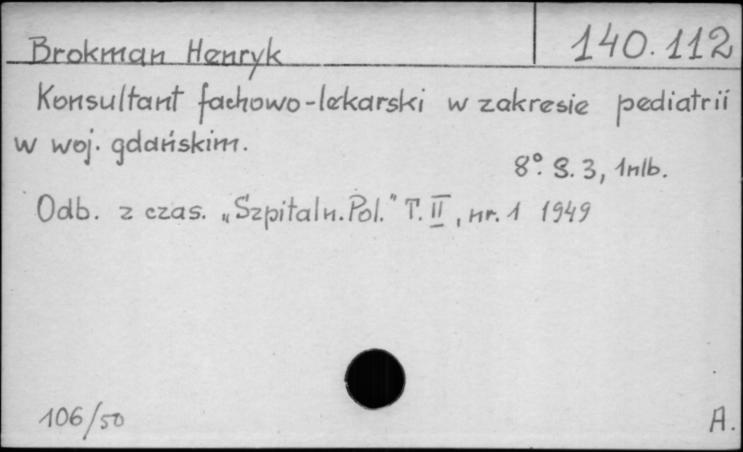 Brokman Henryk
140.112
Konsultant fachowo-lekarski w zakresie pediatrii
w woj. gdańskim.
8°. S. 3, 1nlb.
Odb. z czas. „Szpitaln. Pol." T. II, nr. 1 1949
106/50
A.